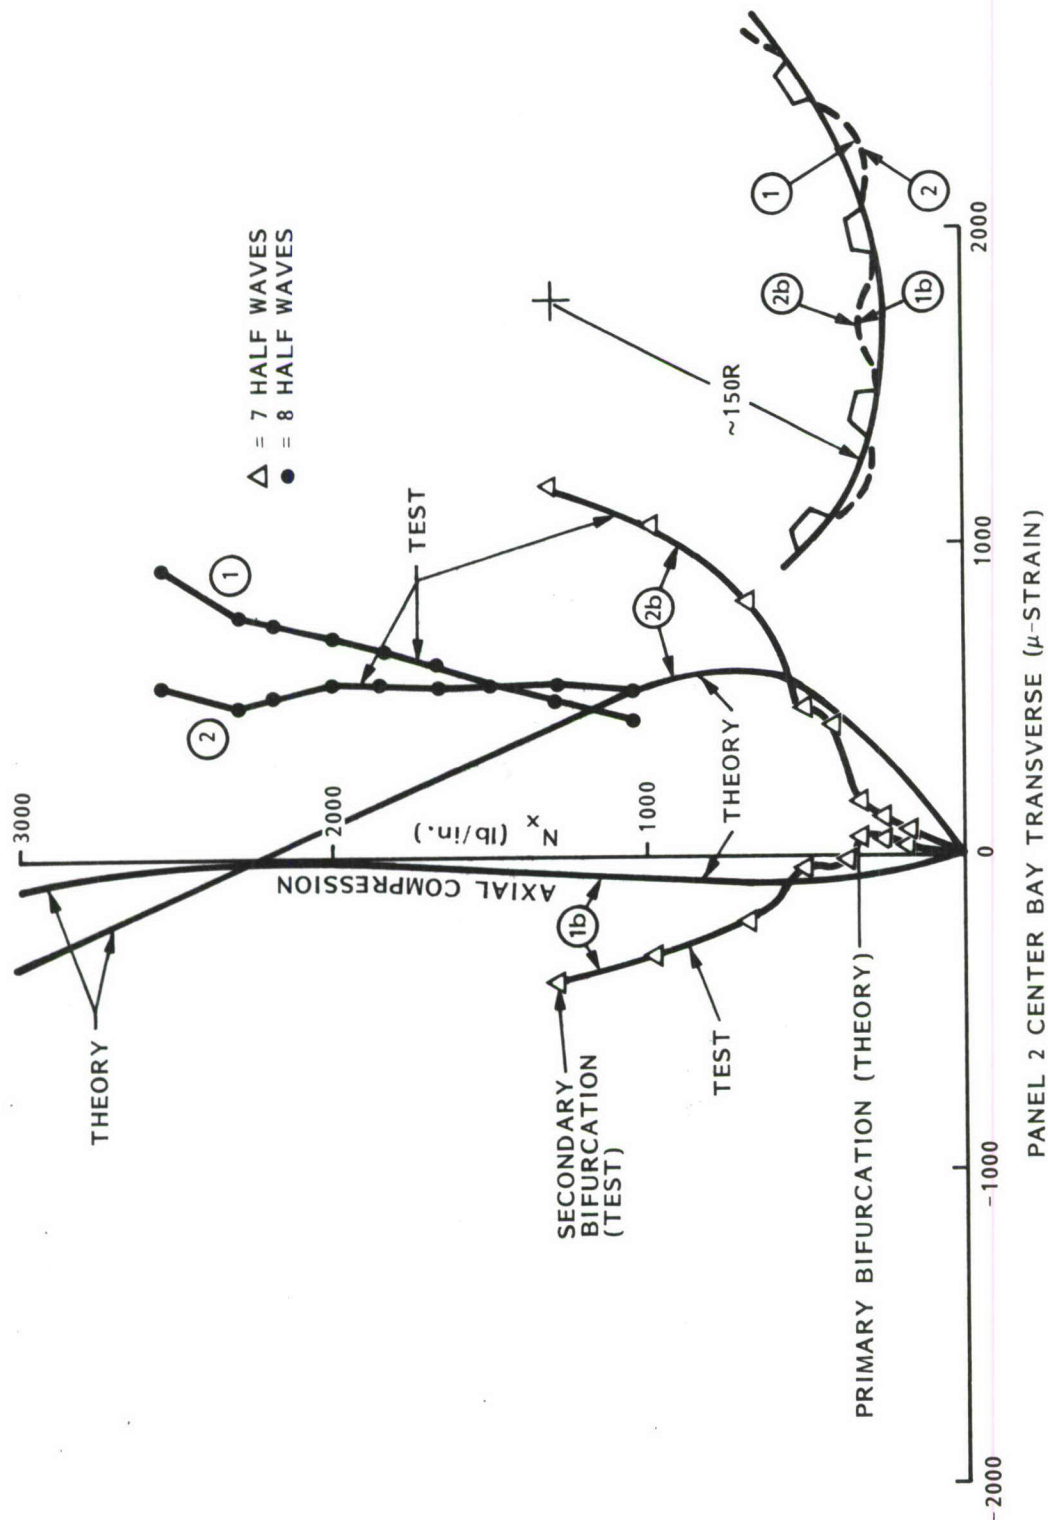 △ = 7 HALF WAVES
● = 8 HALF WAVES
3000
2000
1000
N_x
(lb/in.)
AXIAL COMPRESSION
THEORY
1
2
TEST
2b
THEORY
1b
TEST
SECONDARY
BIFURCATION
(TEST)
PRIMARY BIFURCATION (THEORY)
~150R
1
2
2b
1b
-2000
-1000
0
1000
2000
PANEL 2 CENTER BAY TRANSVERSE (μ-STRAIN)